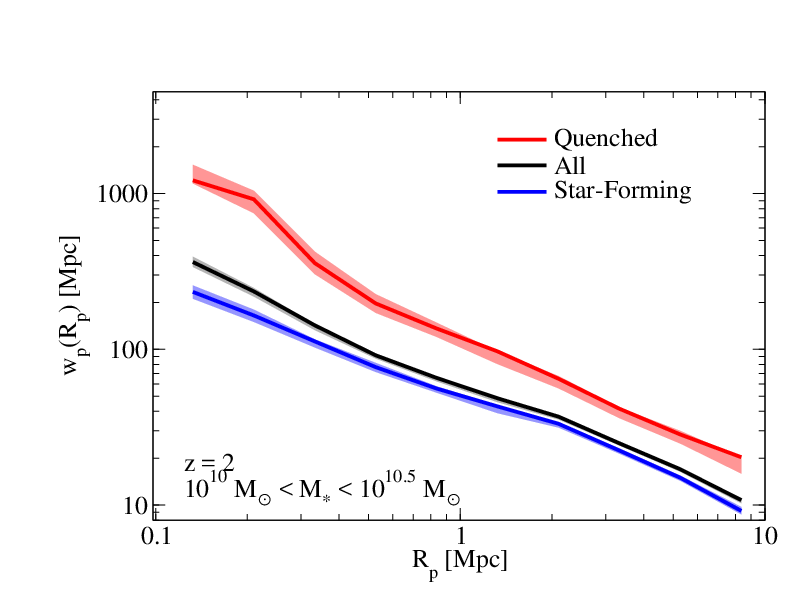 Quenched
All
Star-Forming
1000
100
10
w_p(R_p) [Mpc]
z = 2
10^10 M_⊙ < M_* < 10^10.5 M_⊙
0.1 1 10
R_p [Mpc]